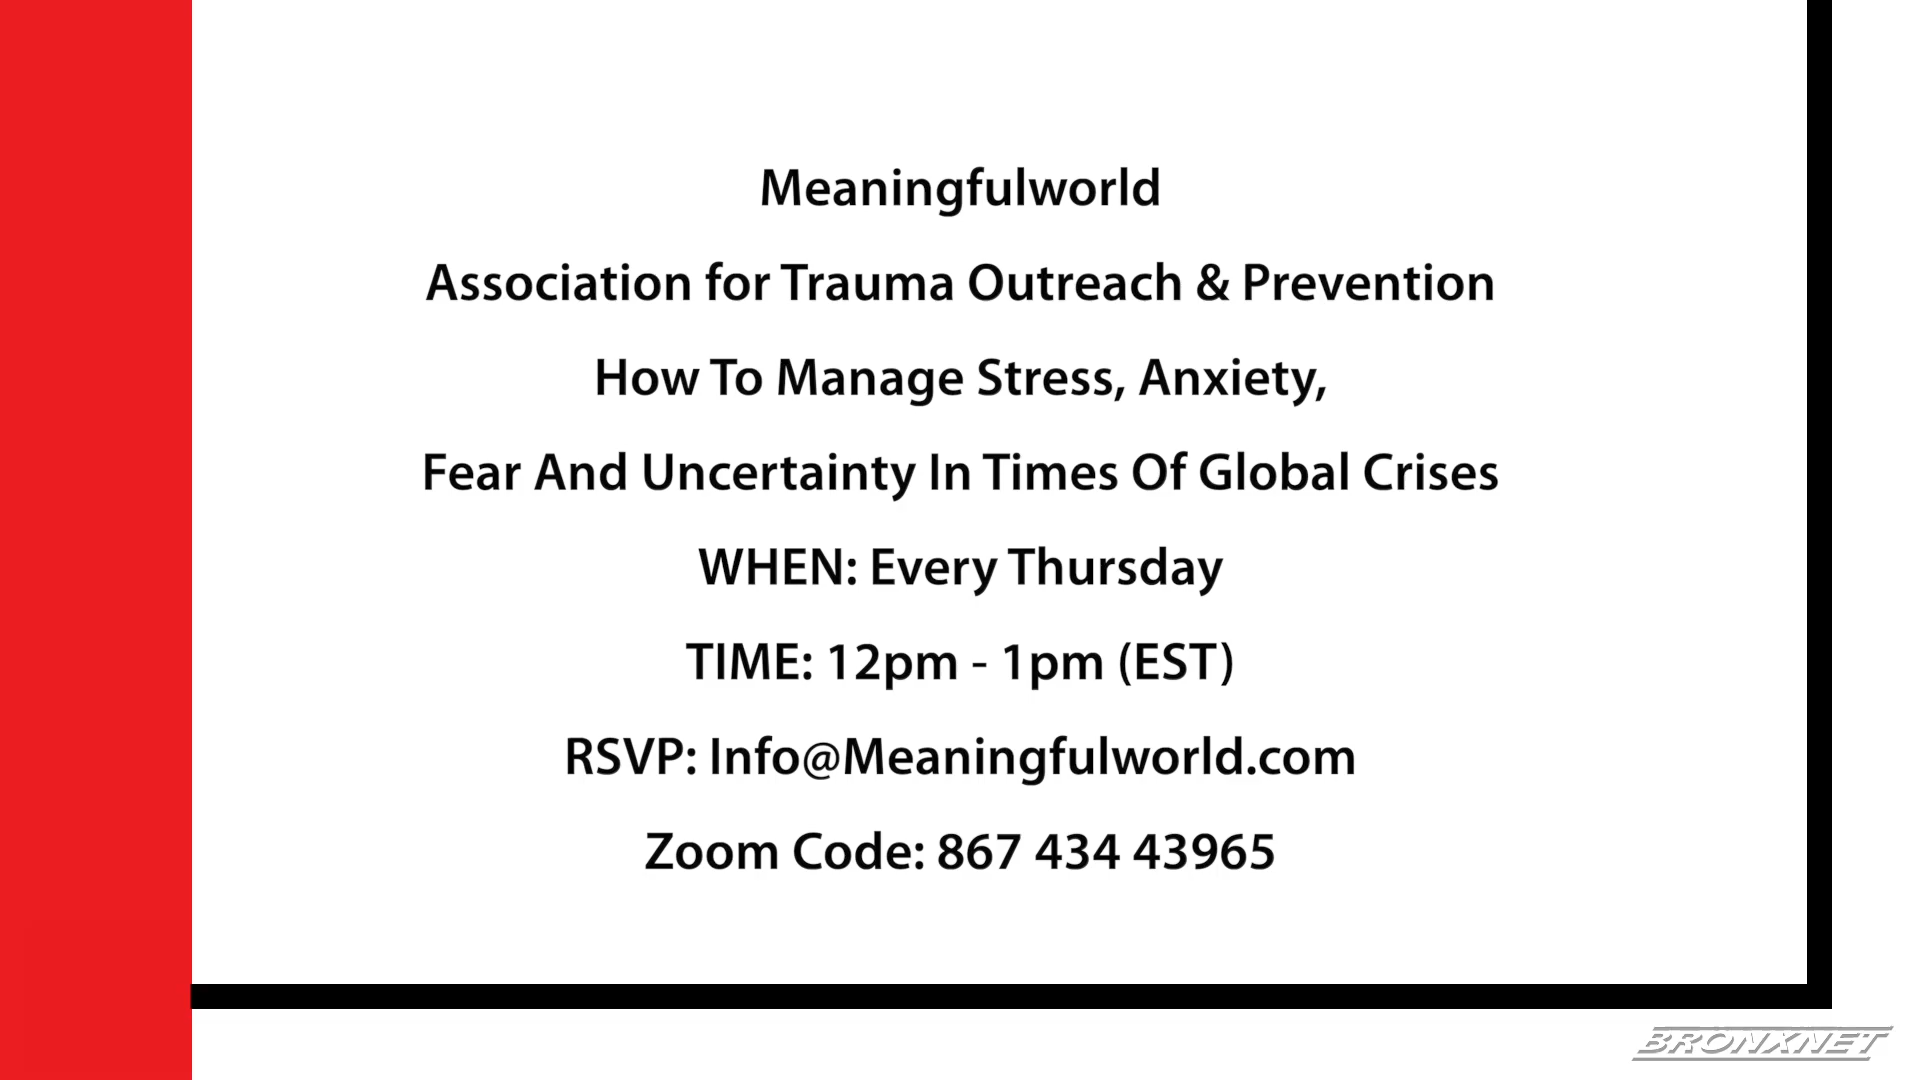 Meaningfulworld
Association for Trauma Outreach & Prevention
How To Manage Stress, Anxiety,
Fear And Uncertainty In Times Of Global Crises
WHEN: Every Thursday
TIME: 12pm - 1pm (EST)
RSVP: Info@Meaningfulworld.com
Zoom Code: 867 434 43965
BRONXNET